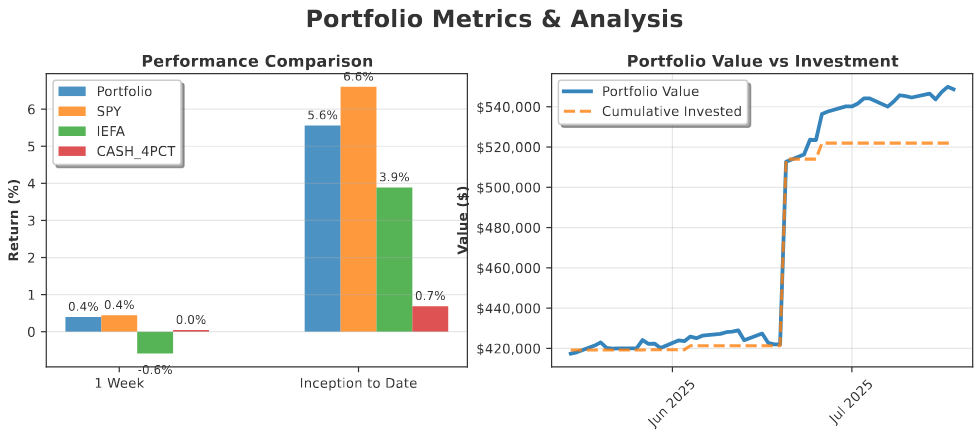 Portfolio Metrics & Analysis
Performance Comparison
Portfolio
SPY
IEFA
CASH_4PCT
Return (%)
6
5
4
3
2
1
0
0.4%
0.4%
-0.6%
0.0%
5.6%
6.6%
3.9%
0.7%
1 Week
Inception to Date
Portfolio Value vs Investment
Portfolio Value
Cumulative Invested
Value ($)
$540,000
$520,000
$500,000
$480,000
$460,000
$440,000
$420,000
Jun 2025
Jul 2025